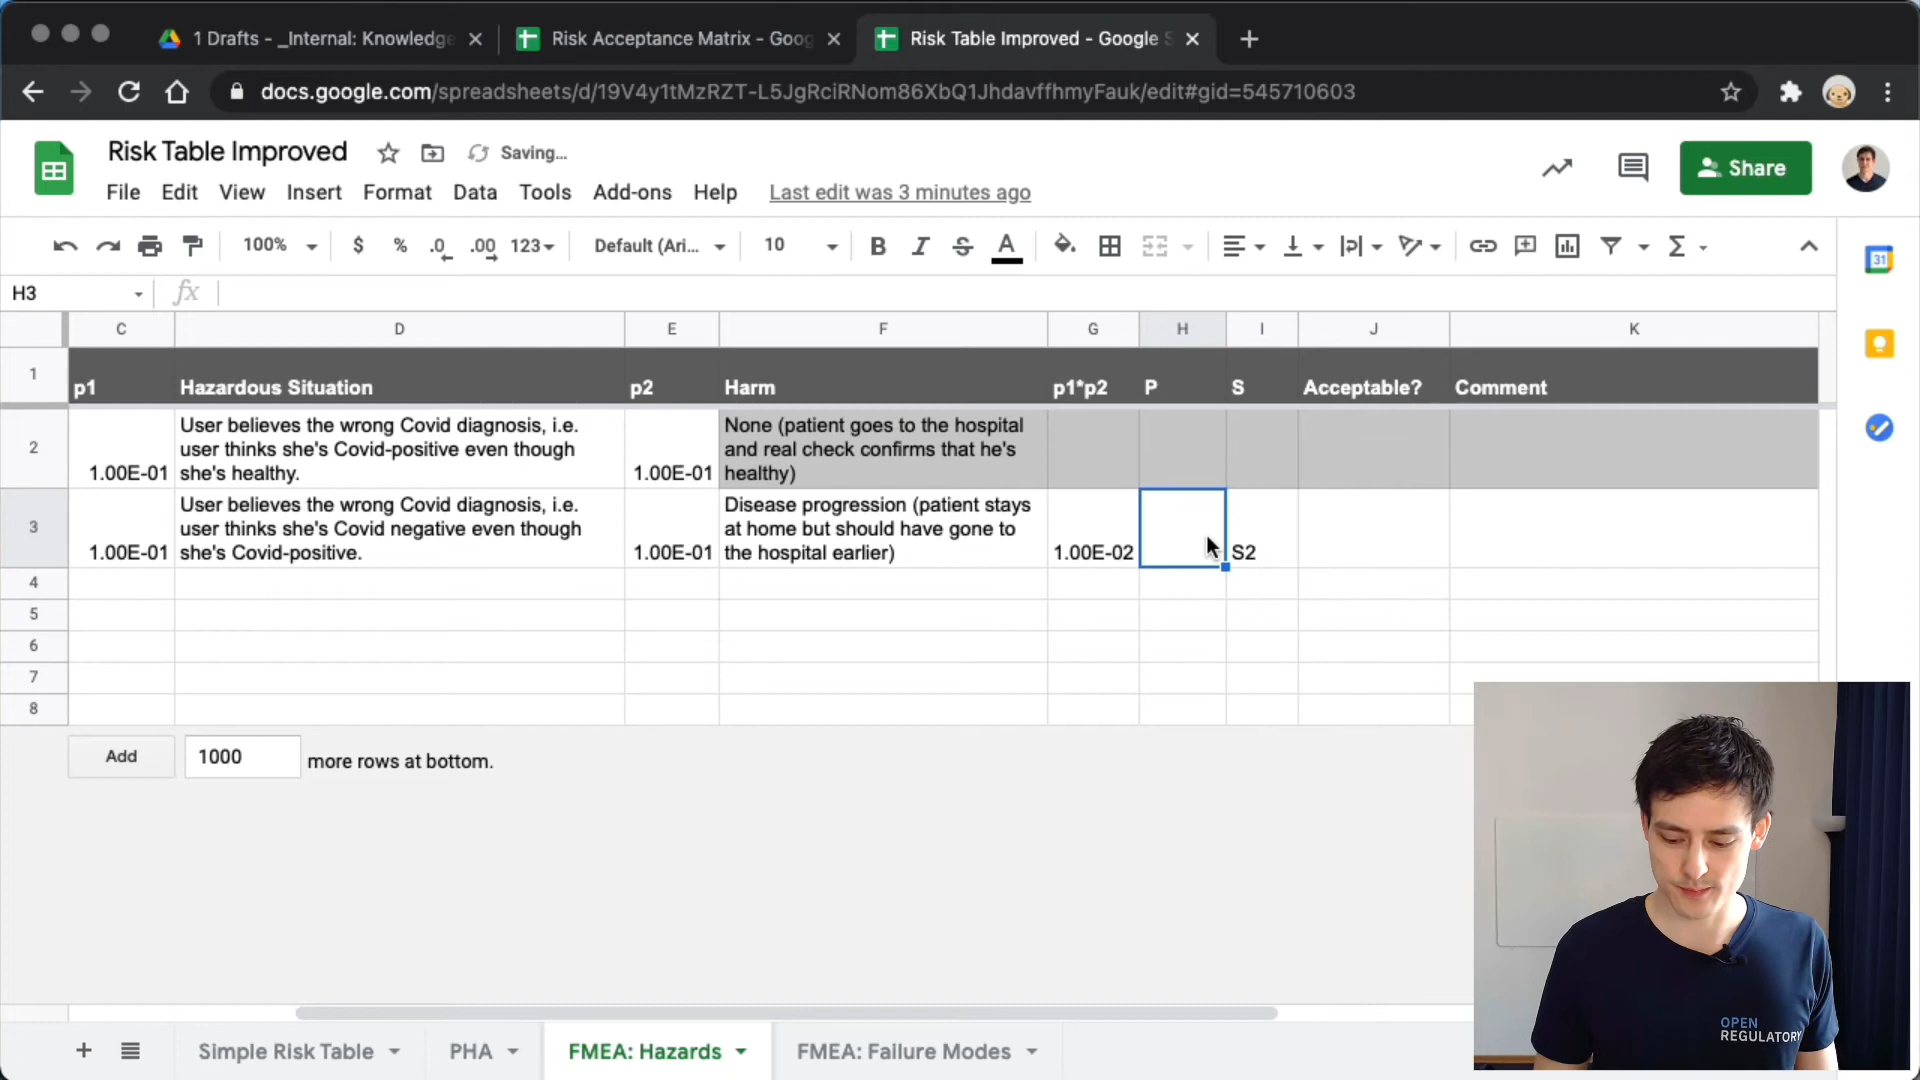 1 Drafts - _Internal: Knowledge
Risk Acceptance Matrix - Goog
Risk Table Improved - Google S
docs.google.com/spreadsheets/d/19V4y1tMzRZT-L5JgRciRNom86XbQ1JhdavffhmyFauk/edit#gid=545710603
Risk Table Improved
Saving...
File Edit View Insert Format Data Tools Add-ons Help Last edit was 3 minutes ago
Share
100% $ % .0 .00 123 Default (Ari... 10 B I S A Σ
31
H3 fx
C D E F G H I J K
1 p1 Hazardous Situation p2 Harm p1*p2 P S Acceptable? Comment
User believes the wrong Covid diagnosis, i.e.
user thinks she's Covid-positive even though
she's healthy.
None (patient goes to the hospital
and real check confirms that he's
healthy)
2 1.00E-01 1.00E-01
User believes the wrong Covid diagnosis, i.e.
user thinks she's Covid negative even though
she's Covid-positive.
Disease progression (patient stays
at home but should have gone to
the hospital earlier)
3 1.00E-01 1.00E-01 1.00E-02 S2
4
5
6
7
8
Add 1000 more rows at bottom.
OPEN
REGULATORY
Simple Risk Table PHA FMEA: Hazards FMEA: Failure Modes